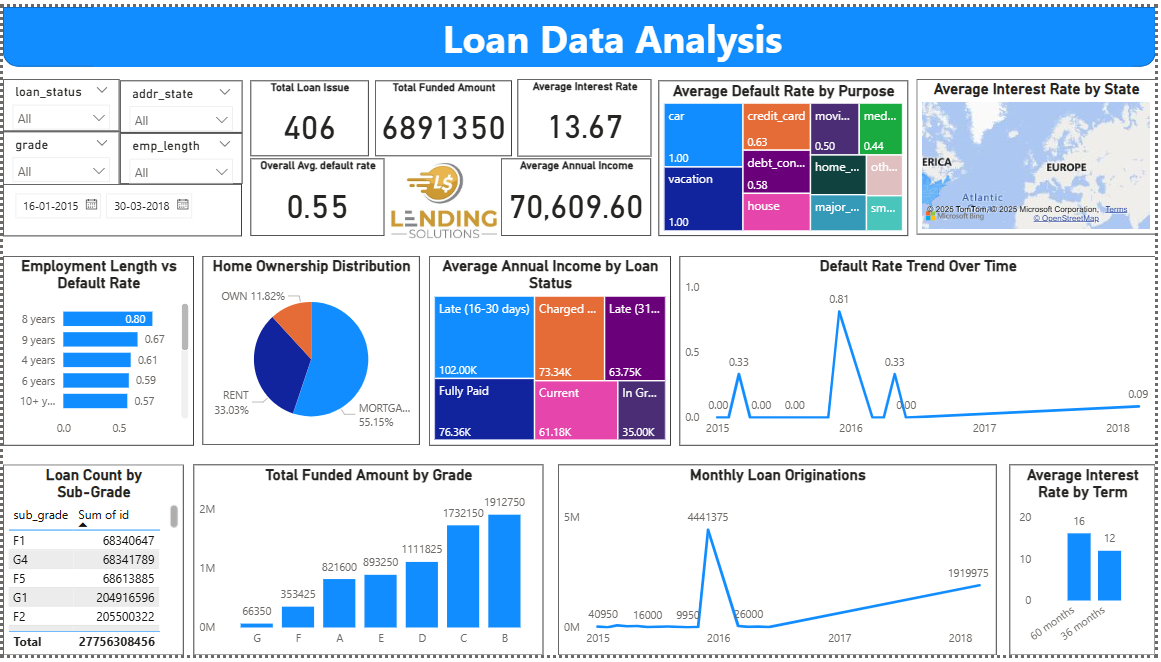 Loan Data Analysis
loan_status
All
addr_state
All
grade
All
emp_length
All
16-01-2015
30-03-2018
Total Loan Issue
406
Total Funded Amount
6891350
Average Interest Rate
13.67
Overall Avg. default rate
0.55
L$
LENDING
SOLUTIONS
Average Annual Income
70,609.60
Average Default Rate by Purpose
car
1.00
vacation
1.00
credit_card
0.63
debt_con...
0.58
house
movi...
0.50
med...
0.44
home_...
oth...
major_...
sm...
Average Interest Rate by State
ERICA
EUROPE
Atlantic
© 2025 TomTom, © 2025 Microsoft Corporation, Terms
Microsoft Bing
© OpenStreetMap
Employment Length vs
Default Rate
8 years
0.80
9 years
0.67
4 years
0.61
6 years
0.59
10+ y...
0.57
0.0
0.5
Home Ownership Distribution
OWN 11.82%
RENT
33.03%
MORTGA...
55.15%
Average Annual Income by Loan
Status
Late (16-30 days)
102.00K
Charged ...
73.34K
Late (31...
63.75K
Fully Paid
76.36K
Current
61.18K
In Gr...
35.00K
Default Rate Trend Over Time
1.0
0.5
0.0
0.00
0.33
0.00
0.00
0.81
0.33
0.00
0.09
2015
2016
2017
2018
Loan Count by
Sub-Grade
sub_grade Sum of id
F1 68340647
G4 68341789
F5 68613885
G1 204916596
F2 205500322
Total 27756308456
Total Funded Amount by Grade
2M
1M
0M
66350
353425
821600
893250
1111825
1732150
1912750
G
F
A
E
D
C
B
Monthly Loan Originations
5M
0M
40950
16000
9950
4441375
26000
1919975
2015
2016
2017
2018
Average Interest
Rate by Term
20
10
0
16
12
60 months
36 months